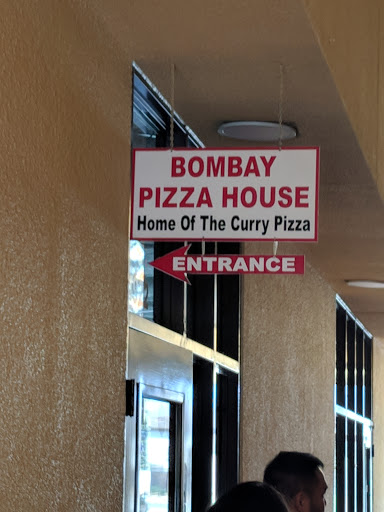 BOMBAY
PIZZA HOUSE
Home Of The Curry Pizza
ENTRANCE